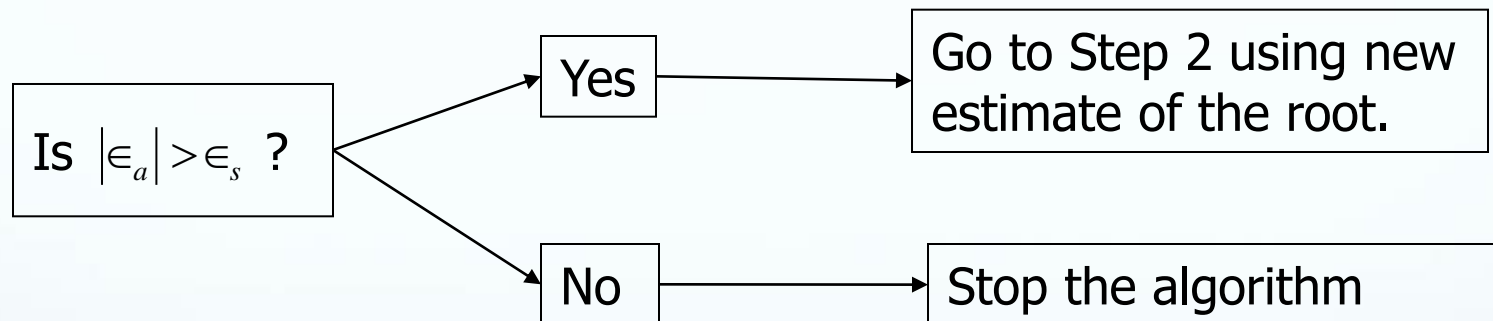 Is |∈ₐ| > ∈ₛ ?
Yes
Go to Step 2 using new
estimate of the root.
No
Stop the algorithm